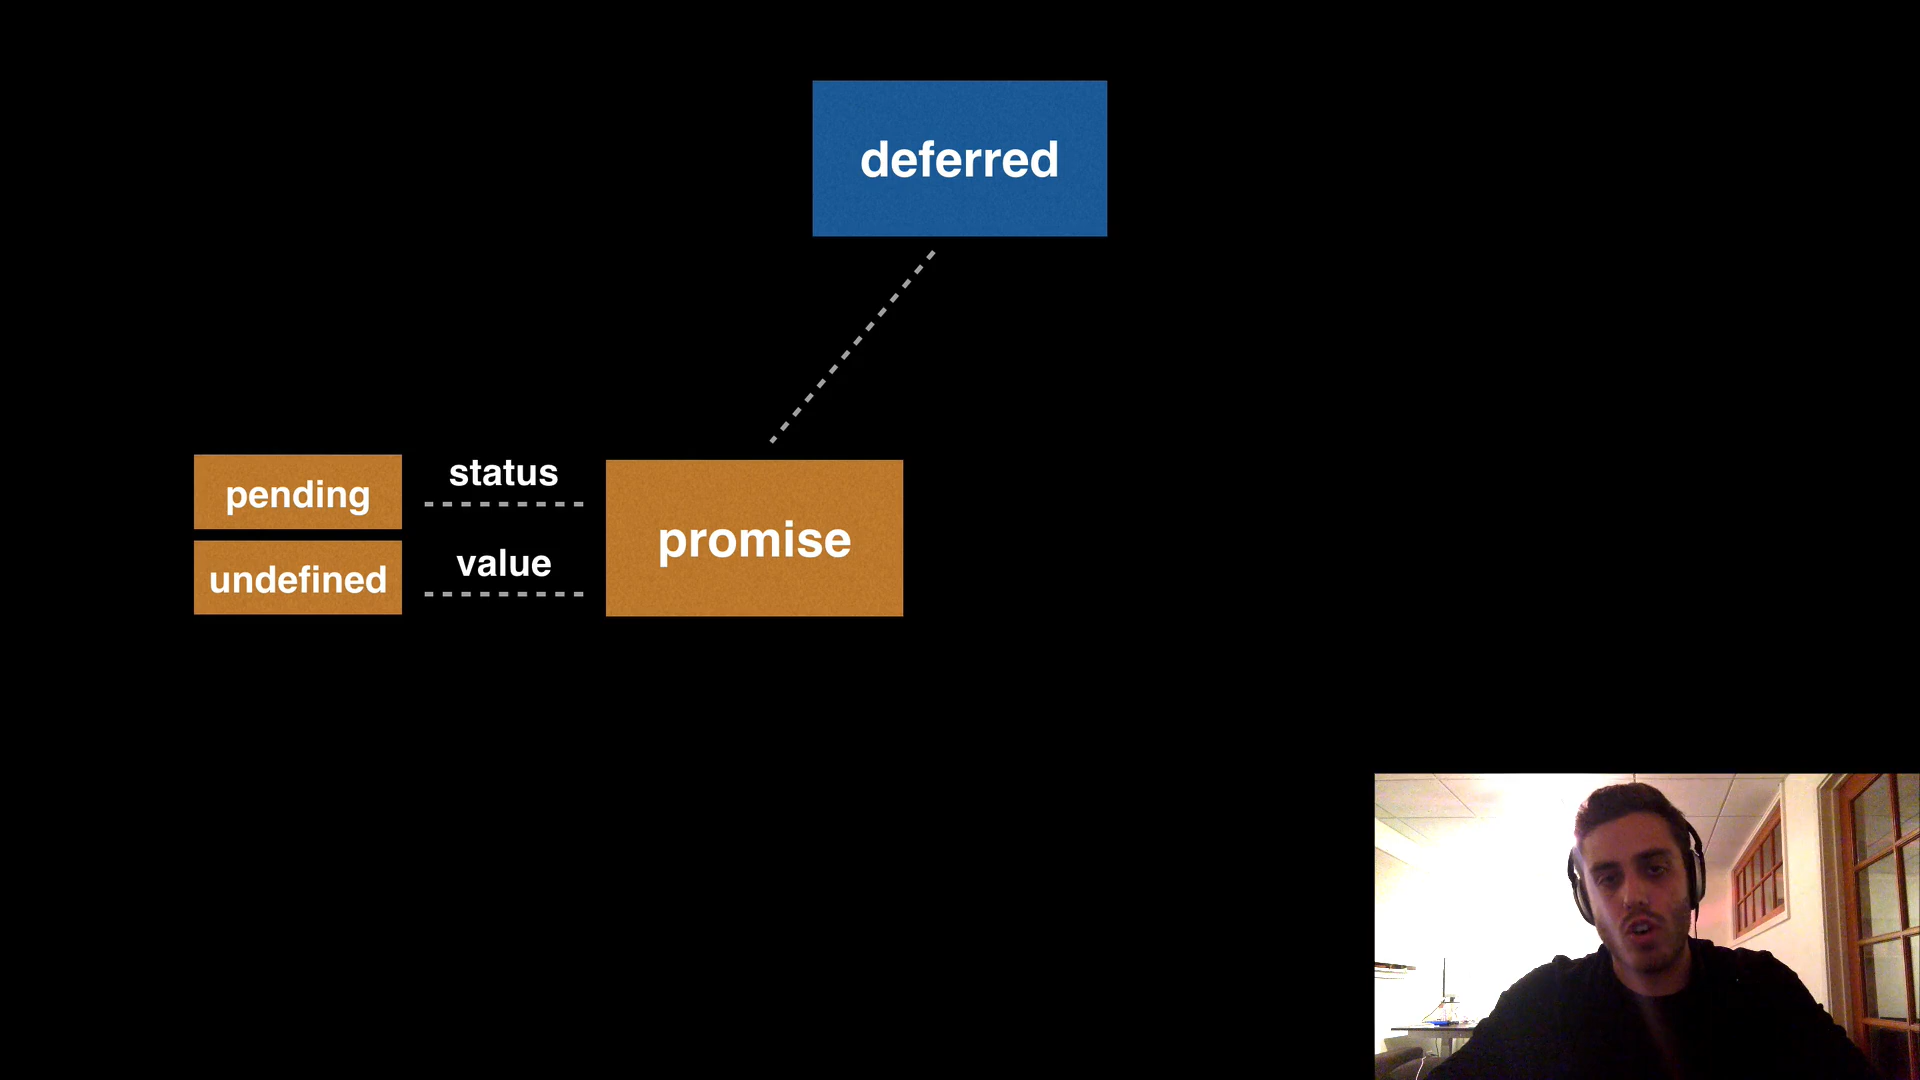 deferred
pending
status
undefined
value
promise